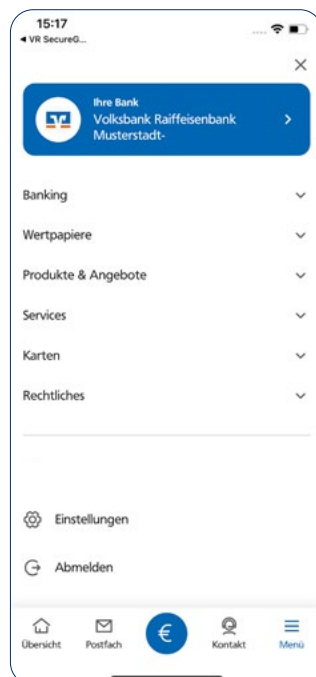 15:17
◀ VR SecureG...
Ihre Bank
Volksbank Raiffeisenbank
Musterstadt-
Banking
Wertpapiere
Produkte & Angebote
Services
Karten
Rechtliches
Einstellungen
Abmelden
Übersicht Postfach € Kontakt Menü